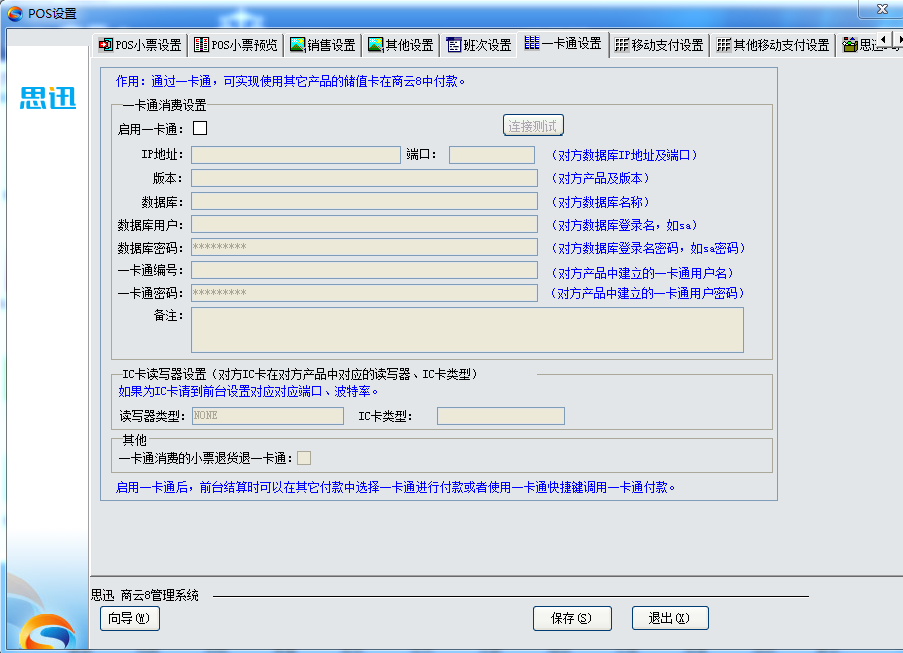 POS设置
POS小票设置 POS小票预览 销售设置 其他设置 班次设置 一卡通设置 移动支付设置 其他移动支付设置 思迅
思迅
作用：通过一卡通，可实现使用其它产品的储值卡在商云8中付款。
一卡通消费设置
启用一卡通： 连接测试
IP地址： 端口： (对方数据库IP地址及端口)
版本： (对方产品及版本)
数据库： (对方数据库名称)
数据库用户： (对方数据库登录名，如sa)
数据库密码： ********* (对方数据库登录名密码，如sa密码)
一卡通编号： (对方产品中建立的一卡通用户名)
一卡通密码： ********* (对方产品中建立的一卡通用户密码)
备注：
IC卡读写器设置（对方IC卡在对方产品中对应的读写器、IC卡类型）
如果为IC卡请到前台设置对应对应端口、波特率。
读写器类型： NONE IC卡类型：
其他
一卡通消费的小票退货退一卡通：
启用一卡通后，前台结算时可以在其它付款中选择一卡通进行付款或者使用一卡通快捷键调用一卡通付款。
思迅 商云8管理系统
向导(W) 保存(S) 退出(X)